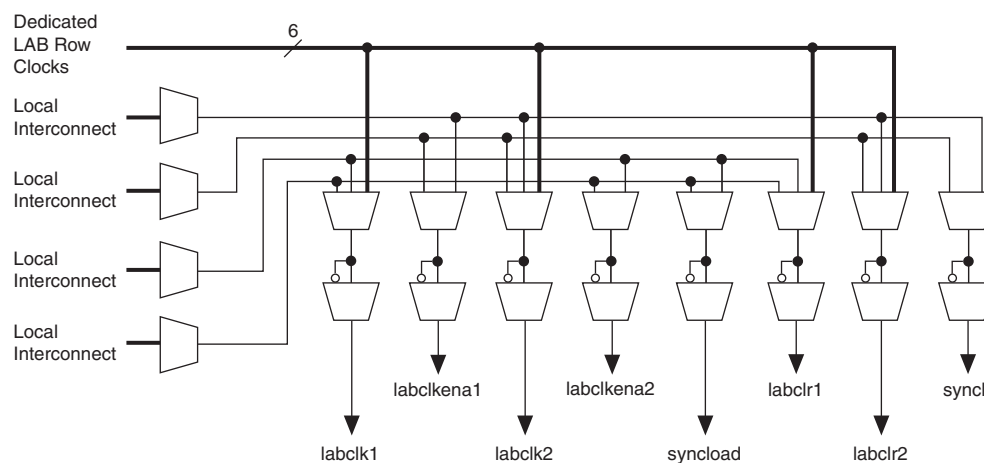 Dedicated
LAB Row
Clocks
6
Local
Interconnect
Local
Interconnect
Local
Interconnect
Local
Interconnect
labclkena1
labclkena2
labclr1
labclk1
labclk2
syncload
labclr2